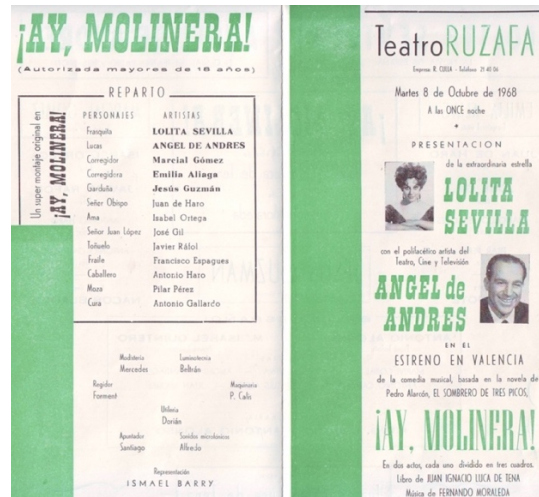 ¡AY, MOLINERA!
(Autorizada mayores de 18 años)
REPARTO
Un super montaje original en
¡AY, MOLINERA!
PERSONAJES ARTISTAS
Frasquita LOLITA SEVILLA
Lucas ANGEL DE ANDRES
Corregidor Marcial Gómez
Corregidora Emilia Aliaga
Garduña Jesús Guzmán
Señor Obispo Juan de Haro
Ama Isabel Ortega
Señor Juan López José Gil
Toñuelo Javier Ráfol
Fraile Francisco Espagues
Caballero Antonio Haro
Moza Pilar Pérez
Cura Antonio Gallardo
Modistería Luminotecnia
Mercedes Beltrán
Regidor Maquinaria
Forment P. Calis
Utilería
Dorián
Apuntador Sonidos microfónicos
Santiago Alfredo
Representación
ISMAEL BARRY
Teatro RUZAFA
Empresa: R. CULLA - Teléfono 21 40 06
Martes 8 de Octubre de 1968
A las ONCE noche
PRESENTACION
de la extraordinaria estrella
LOLITA
SEVILLA
con el polifacético artista del
Teatro, Cine y Televisión
ANGEL de
ANDRES
EN EL
ESTRENO EN VALENCIA
de la comedia musical, basada en la novela de
Pedro Alarcón, EL SOMBRERO DE TRES PICOS,
¡AY, MOLINERA!
En dos actos, cada uno dividido en tres cuadros.
Libro de JUAN IGNACIO LUCA DE TENA
Música de FERNANDO MORALEDA